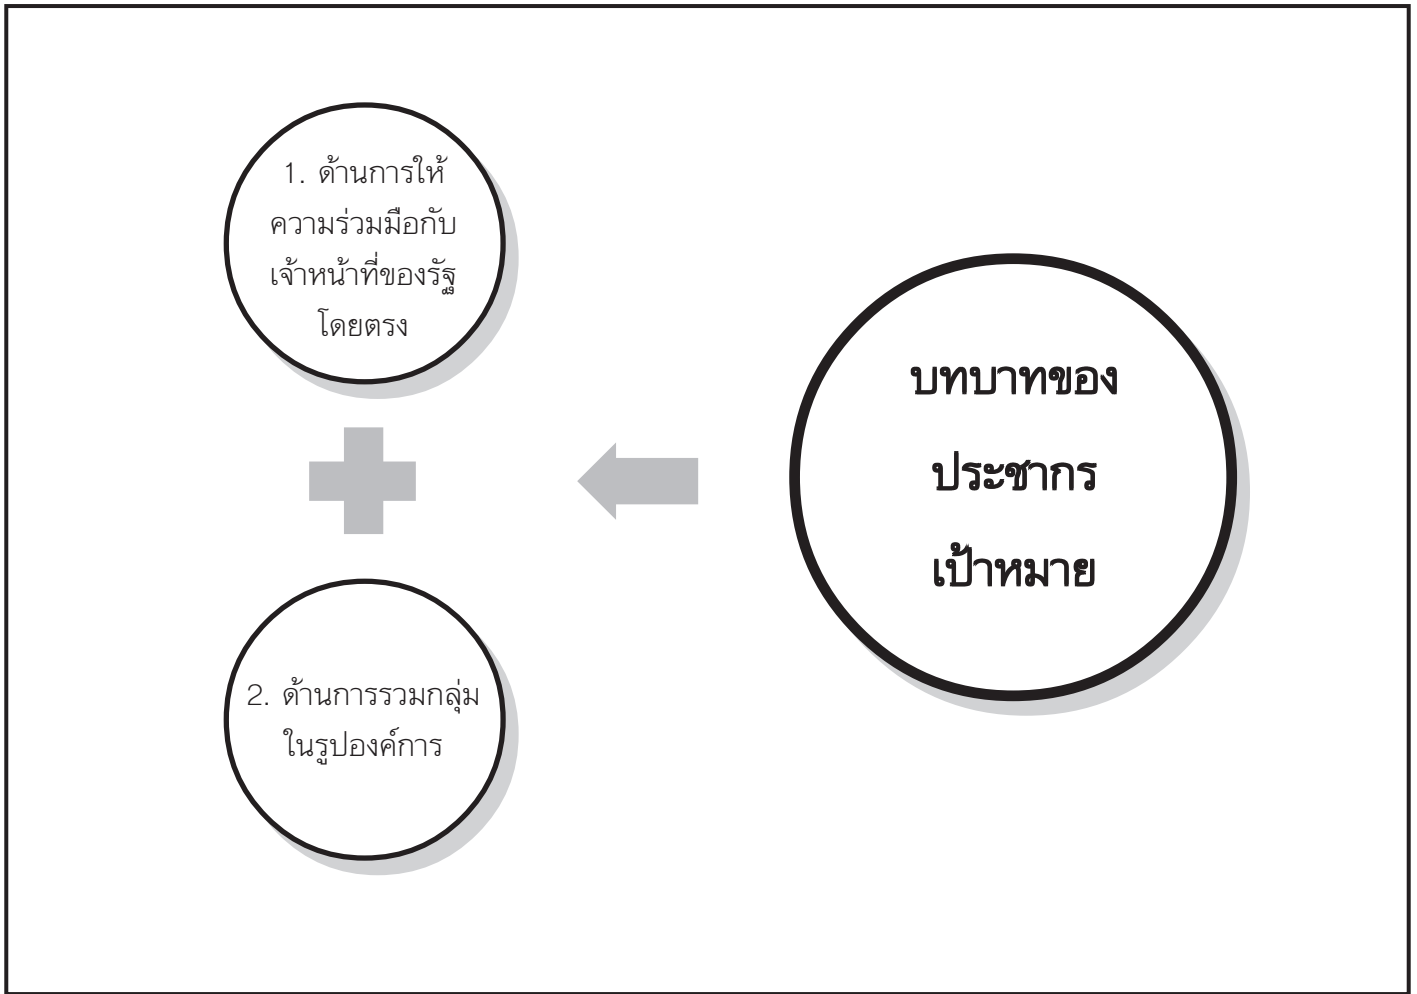 1. ด้านการให้
ความร่วมมือกับ
เจ้าหน้าที่ของรัฐ
โดยตรง
2. ด้านการรวมกลุ่ม
ในรูปองค์การ
บทบาทของ
ประชากร
เป้าหมาย